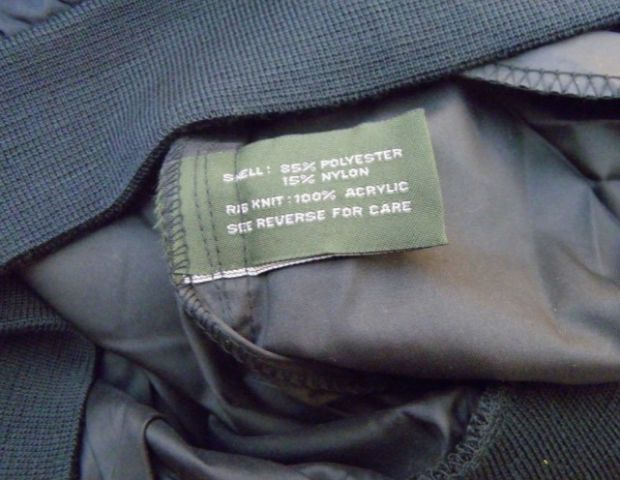 SHELL: 85% POLYESTER
15% NYLON
RIB KNIT: 100% ACRYLIC
SEE REVERSE FOR CARE